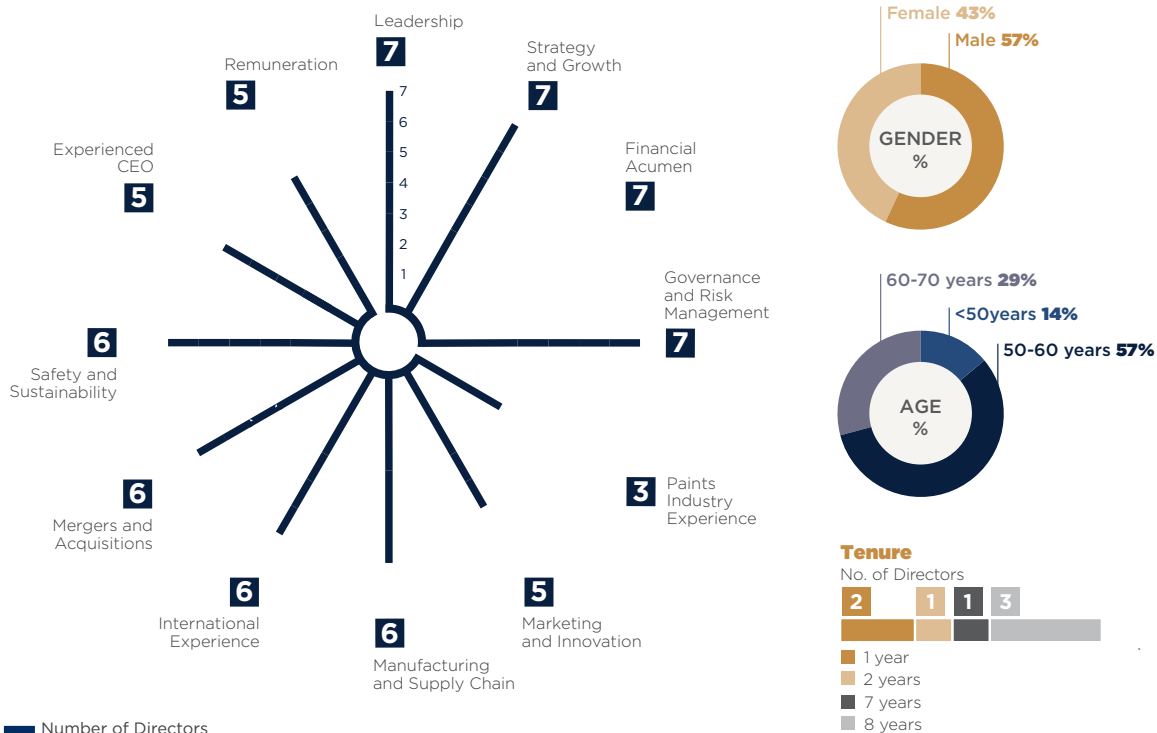 Leadership
7
Strategy
and Growth
7
Financial
Acumen
7
Governance
and Risk
Management
7
3
Paints
Industry
Experience
5
Marketing
and Innovation
6
Manufacturing
and Supply Chain
6
International
Experience
6
Mergers and
Acquisitions
6
Safety and
Sustainability
Experienced
CEO
5
Remuneration
5
7
6
5
4
3
2
1
Number of Directors
Female 43%
Male 57%
GENDER
%
60-70 years 29%
<50years 14%
50-60 years 57%
AGE
%
Tenure
No. of Directors
2 1 1 3
1 year
2 years
7 years
8 years